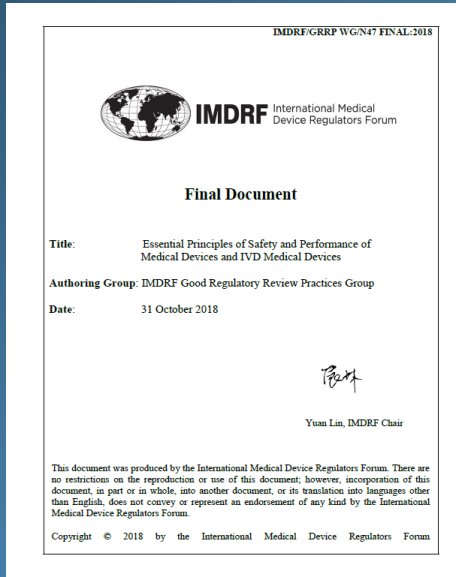 IMDRF/GRRP WG/N47 FINAL:2018
IMDRF International Medical
Device Regulators Forum
Final Document
Title: Essential Principles of Safety and Performance of
Medical Devices and IVD Medical Devices
Authoring Group: IMDRF Good Regulatory Review Practices Group
Date: 31 October 2018
Yuan Lin, IMDRF Chair
This document was produced by the International Medical Device Regulators Forum. There are
no restrictions on the reproduction or use of this document; however, incorporation of this
document, in part or in whole, into another document, or its translation into languages other
than English, does not convey or represent an endorsement of any kind by the International
Medical Device Regulators Forum.
Copyright © 2018 by the International Medical Device Regulators Forum